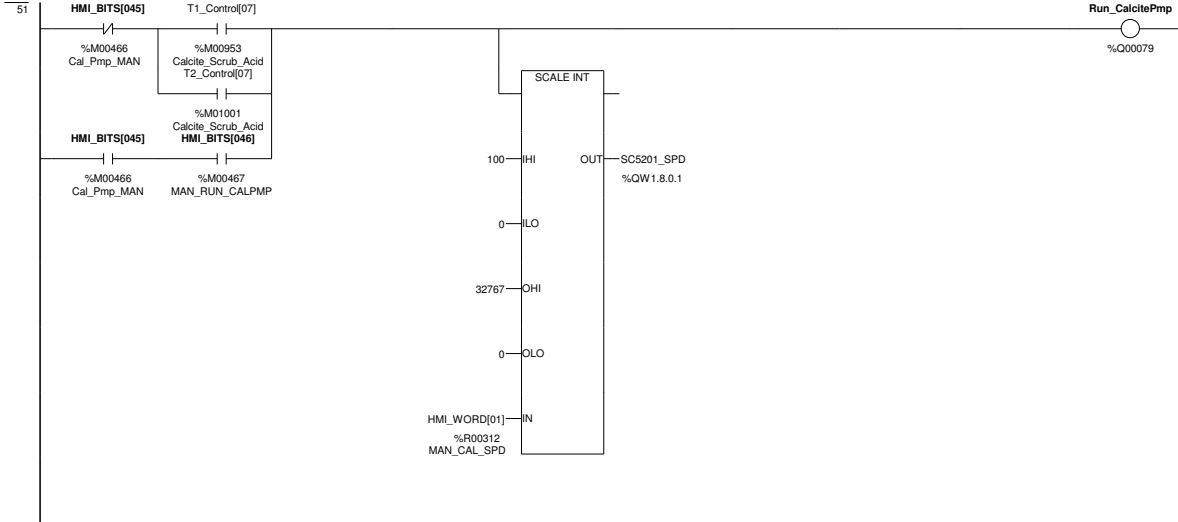 51
HMI_BITS[045] T1_Control[07] Run_CalcitePmp
%M00466 %M00953 %Q00079
Cal_Pmp_MAN Calcite_Scrub_Acid
T2_Control[07]
SCALE INT
%M01001
Calcite_Scrub_Acid
HMI_BITS[045] HMI_BITS[046]
100 IHI OUT SC5201_SPD
%M00466 %M00467 %QW1.8.0.1
Cal_Pmp_MAN MAN_RUN_CALPMP
0 ILO
32767 OHI
0 OLO
HMI_WORD[01] IN
%R00312
MAN_CAL_SPD